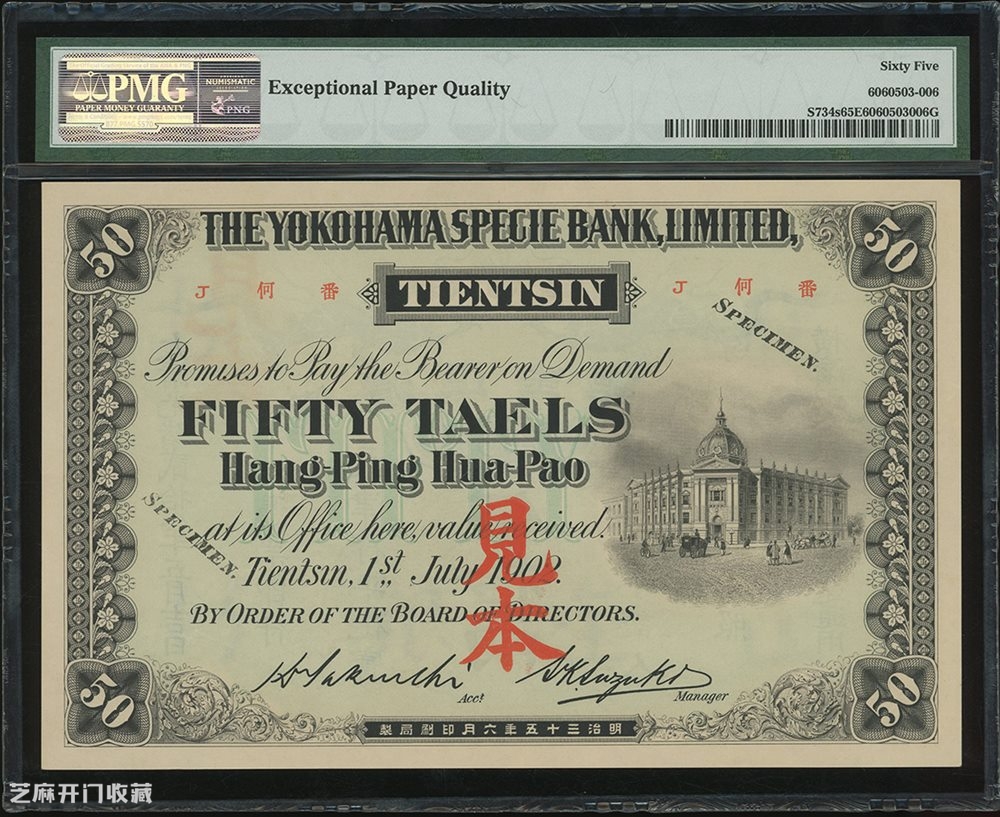 PMG
PAPER MONEY GUARANTY
NUMISMATIC
PNG
Exceptional Paper Quality
Sixty Five
6060503-006
S734s65E6060503006G
50
50
THE YOKOHAMA SPECIE BANK, LIMITED,
J 何 番
TIENTSIN
J 何 番
SPECIMEN.
Promises to Pay the Bearer on Demand
FIFTY TAELS
Hang-Ping Hua-Pao
at its Office here, value received.
SPECIMEN.
Tientsin, 1st July 1902.
見本
BY ORDER OF THE BOARD OF DIRECTORS.
Acct
Manager
50
50
製局刷印月六年五十三治明
芝麻开门收藏